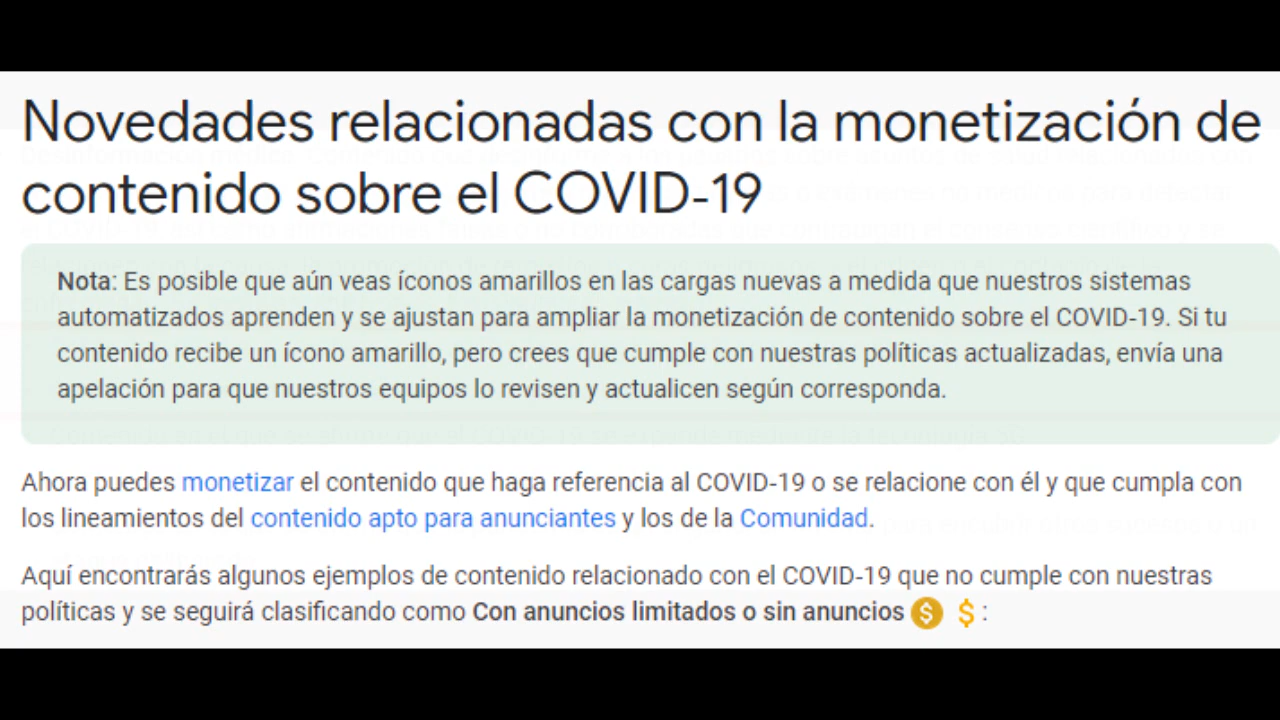 Novedades relacionadas con la monetización de
contenido sobre el COVID-19
Nota: Es posible que aún veas íconos amarillos en las cargas nuevas a medida que nuestros sistemas
automatizados aprenden y se ajustan para ampliar la monetización de contenido sobre el COVID-19. Si tu
contenido recibe un ícono amarillo, pero crees que cumple con nuestras políticas actualizadas, envía una
apelación para que nuestros equipos lo revisen y actualicen según corresponda.
Ahora puedes monetizar el contenido que haga referencia al COVID-19 o se relacione con él y que cumpla con
los lineamientos del contenido apto para anunciantes y los de la Comunidad.
Aquí encontrarás algunos ejemplos de contenido relacionado con el COVID-19 que no cumple con nuestras
políticas y se seguirá clasificando como Con anuncios limitados o sin anuncios $ $ :